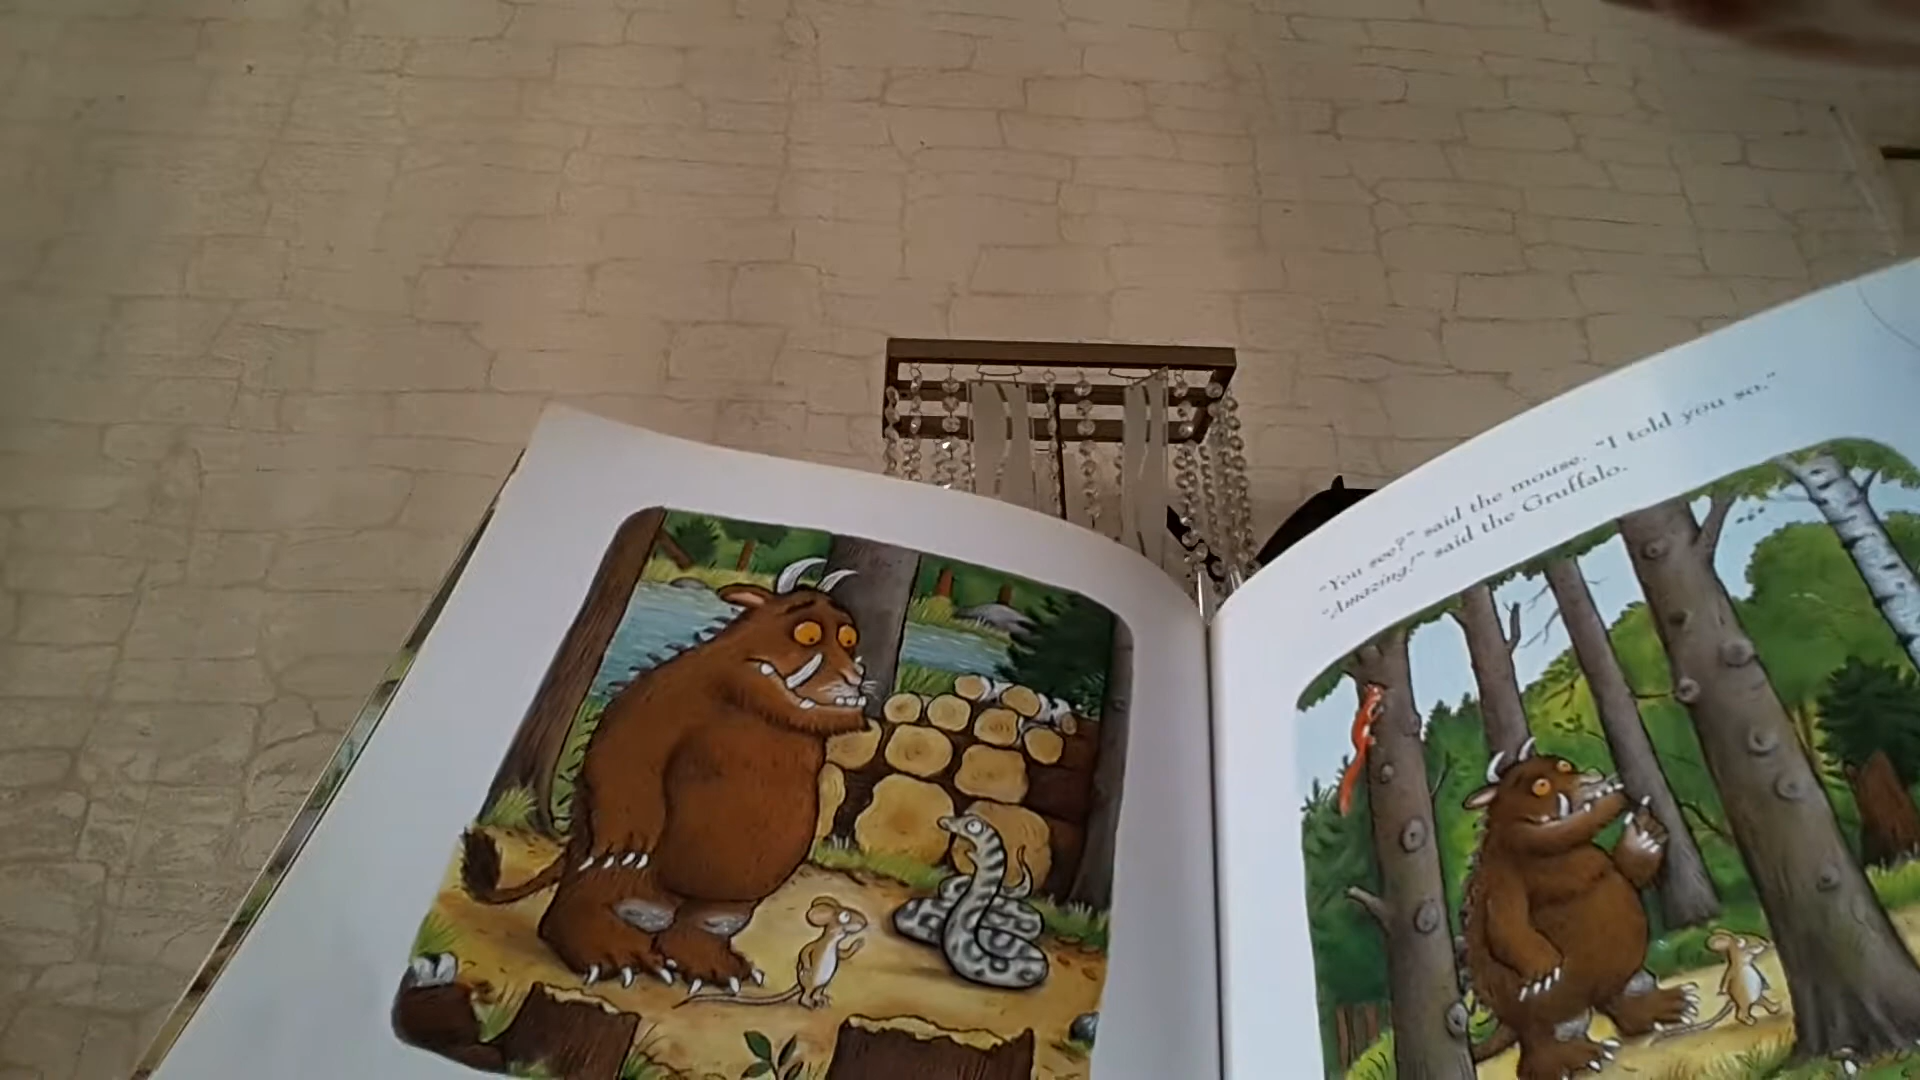 "You see?" said the mouse. "I told you so."
"Amazing!" said the Gruffalo.